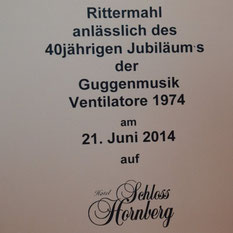 Rittermahl
anlässlich des
40jährigen Jubiläum's
der
Guggenmusik
Ventilatore 1974
am
21. Juni 2014
auf
Hotel Schloss
Hornberg